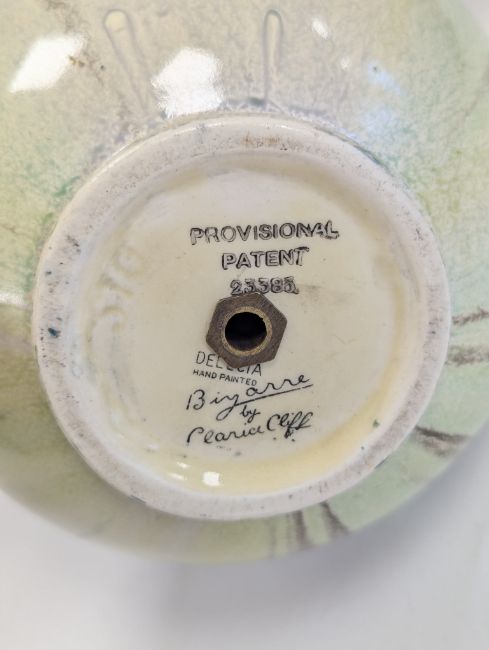 PROVISIONAL
PATENT
23385
DELECIA
HAND PAINTED
Bizarre
by
Clarice Cliff